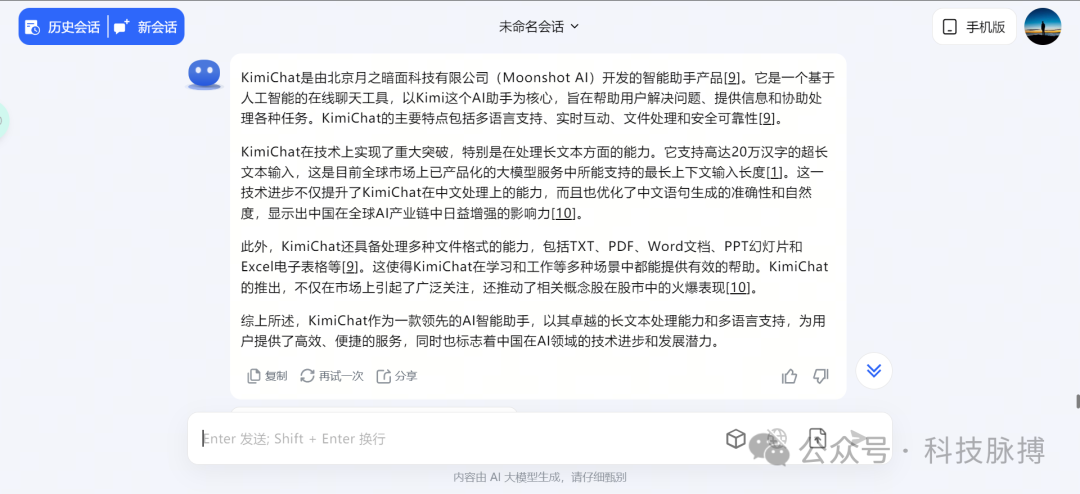 历史会话 新会话 未命名会话 手机版
KimiChat是由北京月之暗面科技有限公司（Moonshot AI）开发的智能助手产品[9]。它是一个基于
人工智能的在线聊天工具，以Kimi这个AI助手为核心，旨在帮助用户解决问题、提供信息和协助处
理各种任务。KimiChat的主要特点包括多语言支持、实时互动、文件处理和安全可靠性[9]。
KimiChat在技术上实现了重大突破，特别是在处理长文本方面的能力。它支持高达20万汉字的超长
文本输入，这是目前全球市场上已产品化的大模型服务中所能支持的最长上下文输入长度[1]。这一
技术进步不仅提升了KimiChat在中文处理上的能力，而且也优化了中文语句生成的准确性和自然
度，显示出中国在全球AI产业链中日益增强的影响力[10]。
此外，KimiChat还具备处理多种文件格式的能力，包括TXT、PDF、Word文档、PPT幻灯片和
Excel电子表格等[9]。这使得KimiChat在学习和工作等多种场景中都能提供有效的帮助。KimiChat
的推出，不仅在市场上引起了广泛关注，还推动了相关概念股在股市中的火爆表现[10]。
综上所述，KimiChat作为一款领先的AI智能助手，以其卓越的长文本处理能力和多语言支持，为用
户提供了高效、便捷的服务，同时也标志着中国在AI领域的技术进步和发展潜力。
复制 再试一次 分享
Enter 发送; Shift + Enter 换行
公众号 · 科技脉搏
内容由 AI 大模型生成，请仔细甄别